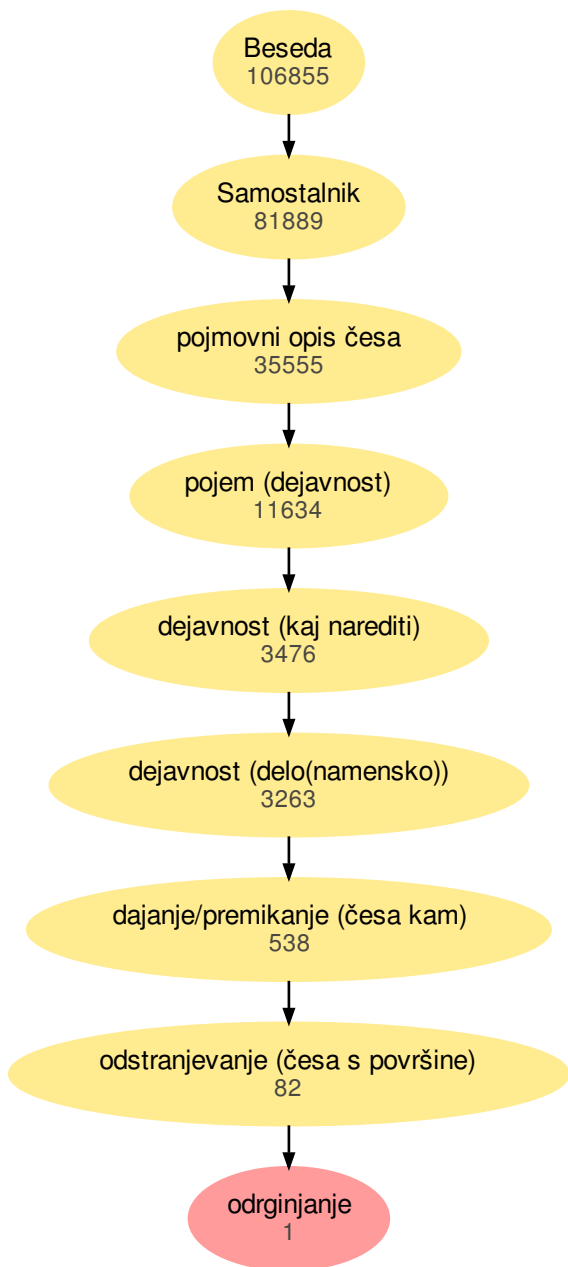 Beseda
106855
Samostalnik
81889
pojmovni opis česa
35555
pojem (dejavnost)
11634
dejavnost (kaj narediti)
3476
dejavnost (delo(namensko))
3263
dajanje/premikanje (česa kam)
538
odstranjevanje (česa s površine)
82
odrginjanje
1